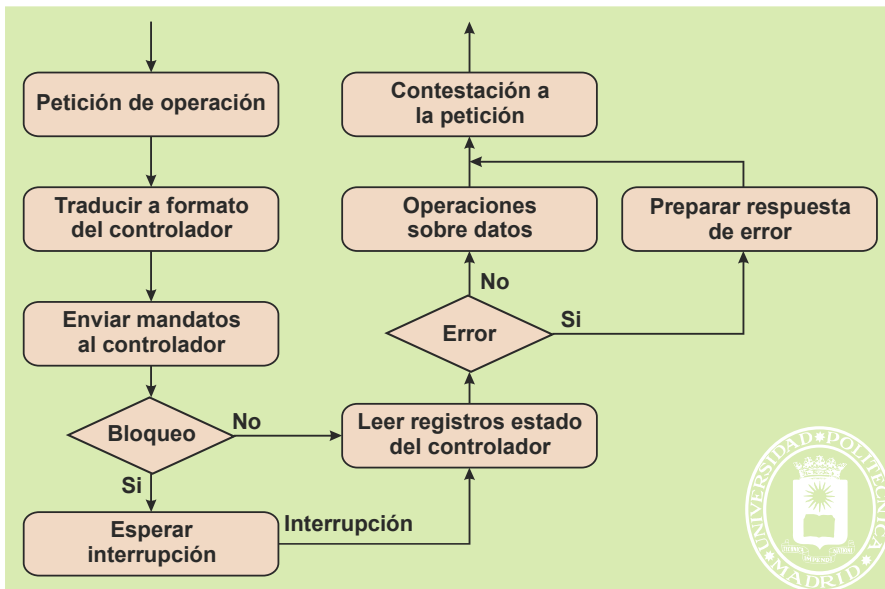 Petición de operación
Traducir a formato
del controlador
Enviar mandatos
al controlador
Bloqueo
No
Si
Esperar
interrupción
Interrupción
Leer registros estado
del controlador
Error
No
Si
Operaciones
sobre datos
Preparar respuesta
de error
Contestación a
la petición
UNIVERSIDAD POLITECNICA
MADRID